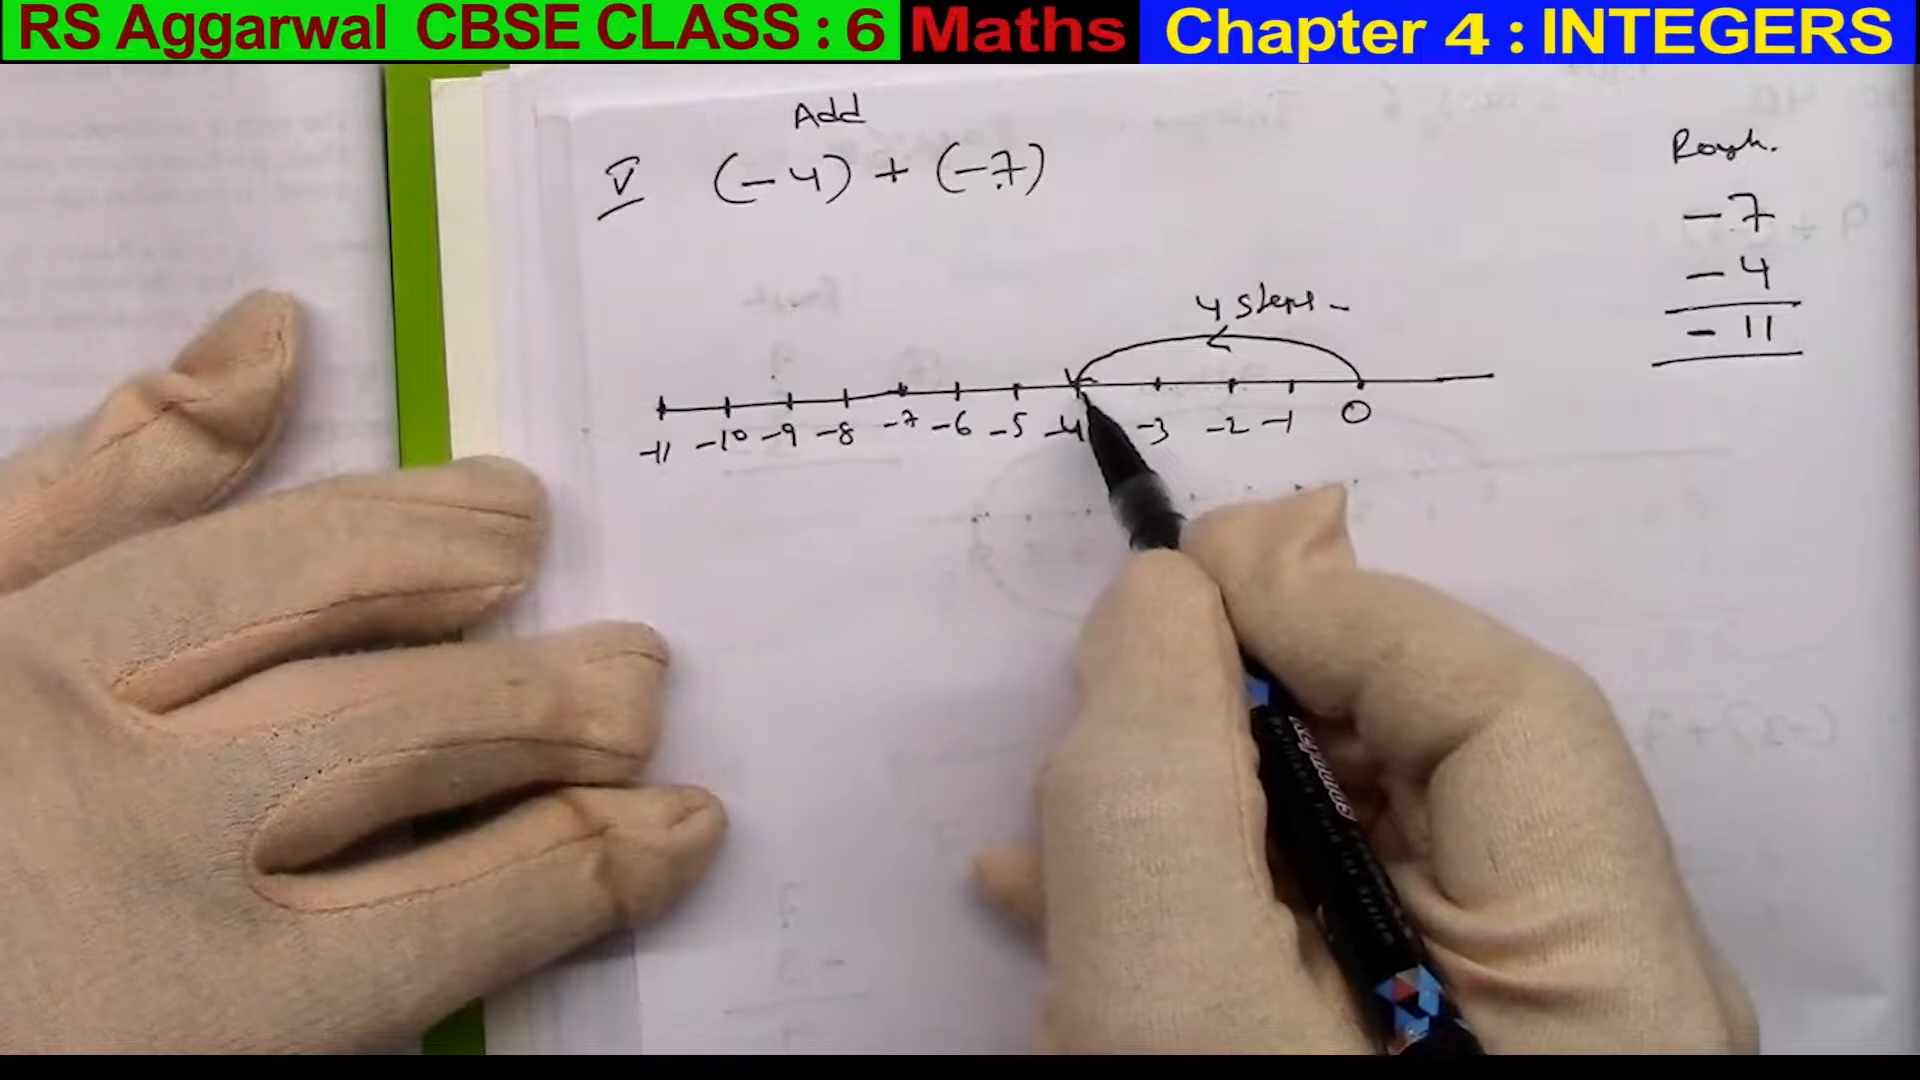 RS Aggarwal CBSE CLASS : 6 Maths Chapter 4 : INTEGERS
Add
V (-4) + (-7)
Rough.
-7
-4
-11
4 steps
-11 -10 -9 -8 -7 -6 -5 -4 -3 -2 -1 0